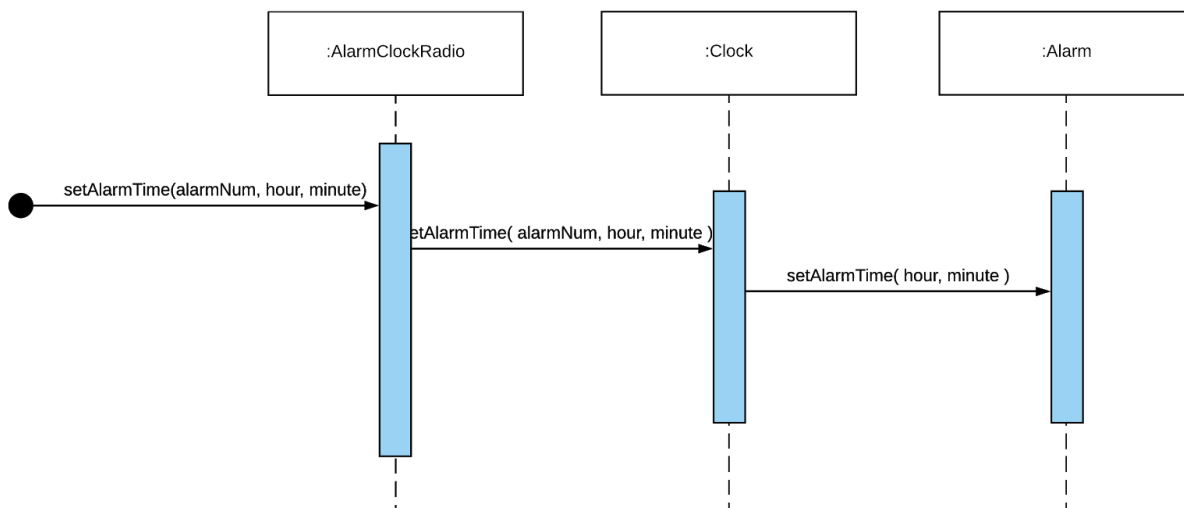 :AlarmClockRadio
:Clock
:Alarm
setAlarmTime(alarmNum, hour, minute)
etAlarmTime( alarmNum, hour, minute )
setAlarmTime( hour, minute )